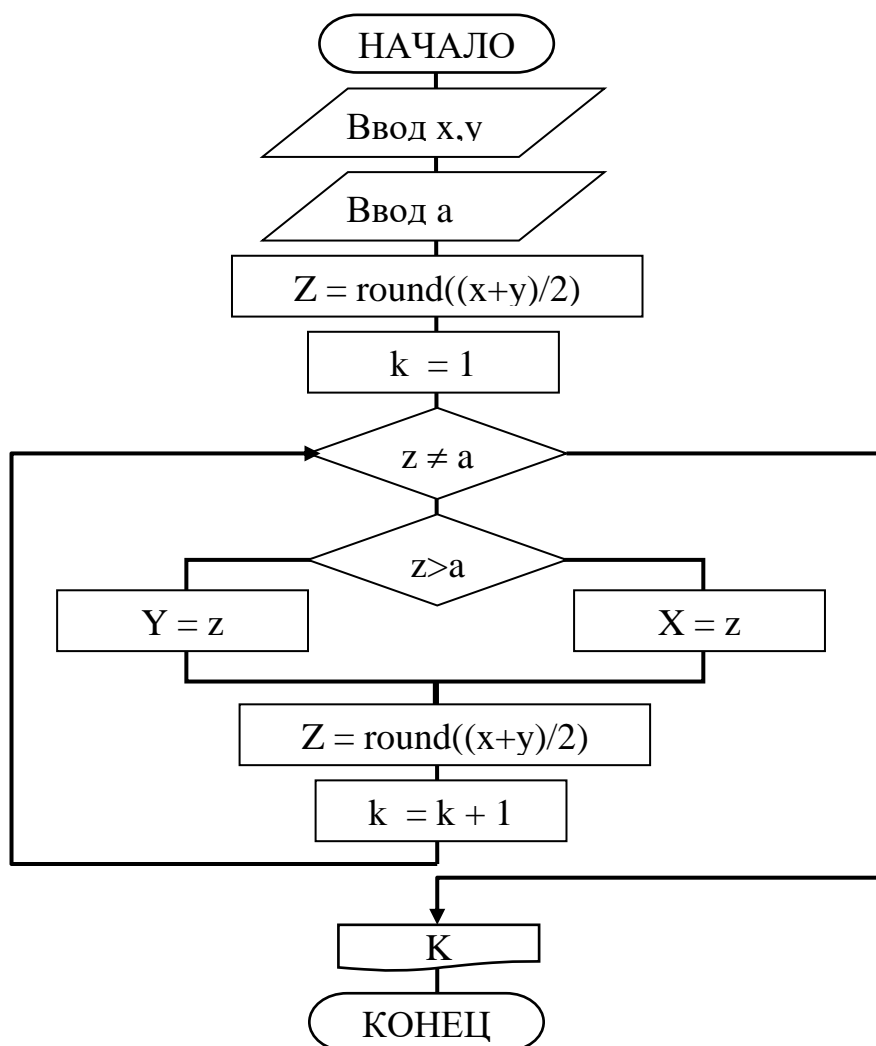 НАЧАЛО
Ввод x,y
Ввод a
Z = round((x+y)/2)
k = 1
z ≠ a
z>a
Y = z
X = z
Z = round((x+y)/2)
k = k + 1
K
КОНЕЦ